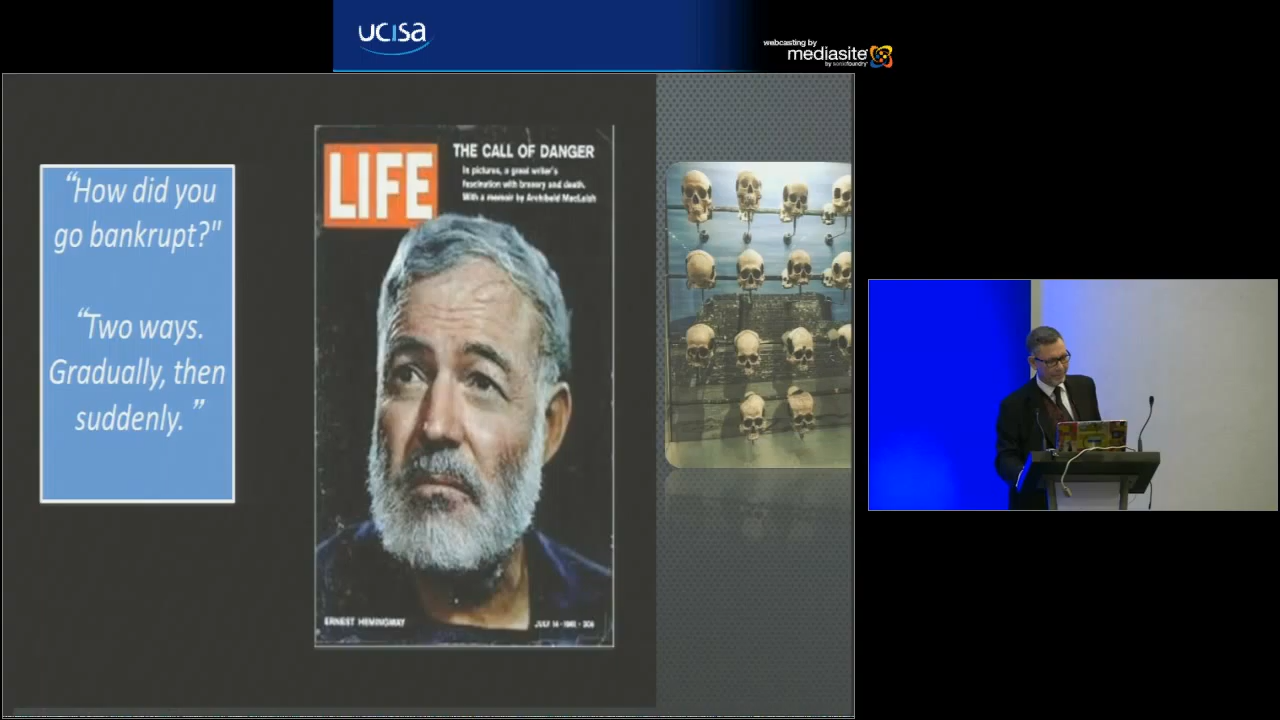 ucisa
webcasting by
mediasite
by sonicfoundry
“How did you
go bankrupt?"
“Two ways.
Gradually, then
suddenly. ”
LIFE
THE CALL OF DANGER
In pictures, a great writer's
fascination with bravery and death.
With a memoir by Archibald MacLeish
ERNEST HEMINGWAY
JULY 14 · 1961 · 20¢